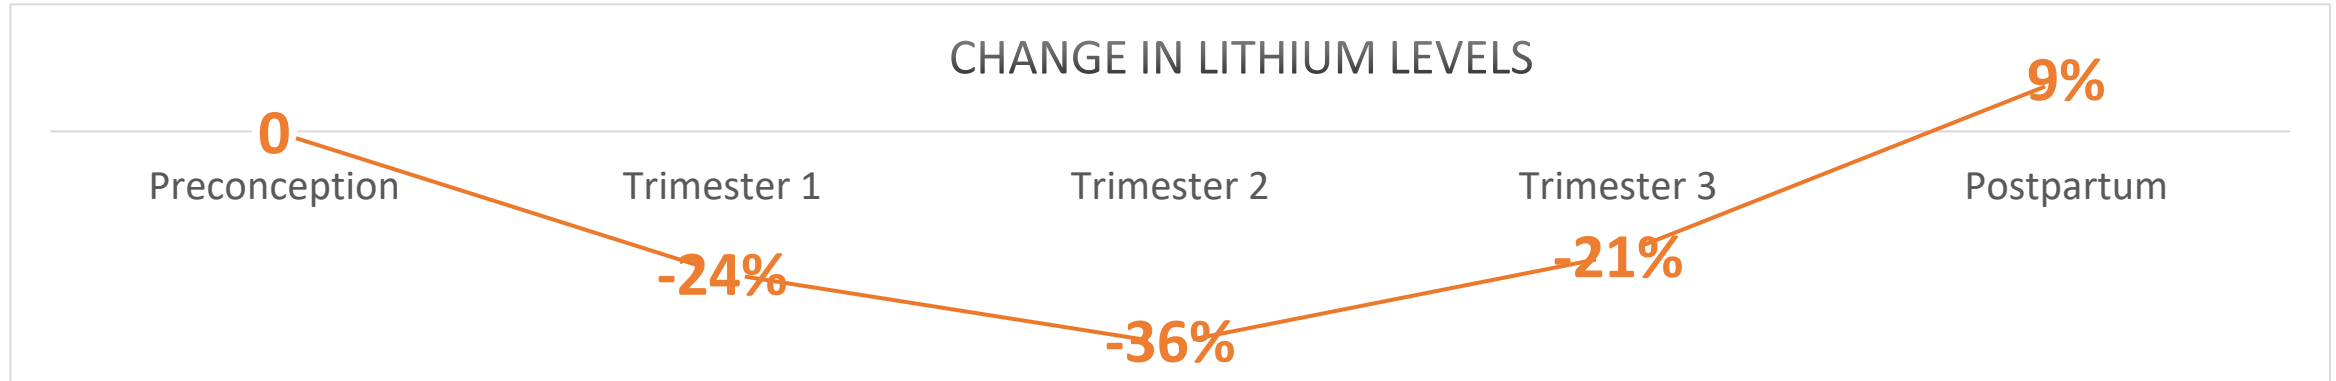 CHANGE IN LITHIUM LEVELS
9%
0
Preconception
Trimester 1
Trimester 2
Trimester 3
Postpartum
-24%
-36%
-21%